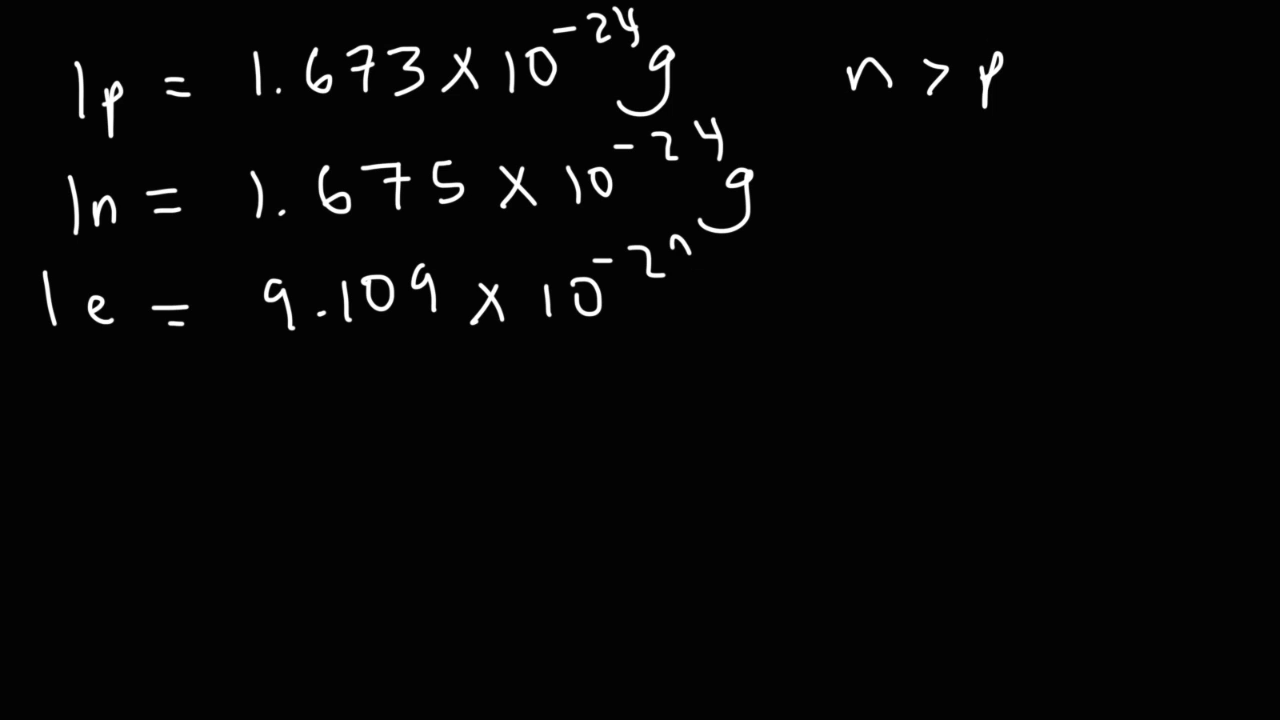 1p = 1.673 × 10⁻²⁴ g n > p
1n = 1.675 × 10⁻²⁴ g
1e = 9.109 × 10⁻²